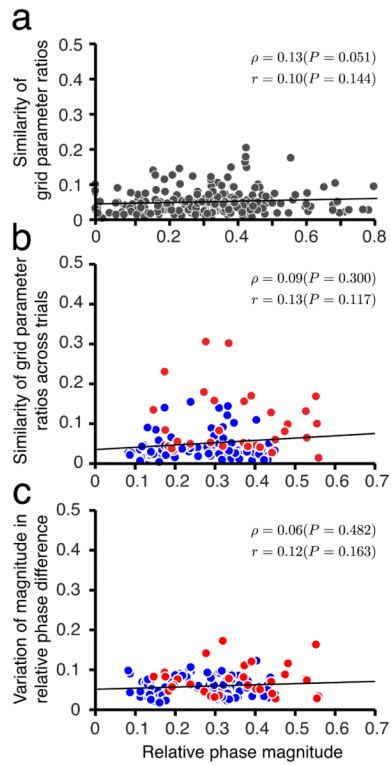 a
Similarity of
grid parameter ratios
0.5
0.4
0.3
0.2
0.1
0
ρ = 0.13(P = 0.051)
r = 0.10(P = 0.144)
0 0.2 0.4 0.6 0.8
b
Similarity of grid parameter
ratios across trials
0.5
0.4
0.3
0.2
0.1
0
ρ = 0.09(P = 0.300)
r = 0.13(P = 0.117)
0 0.1 0.2 0.3 0.4 0.5 0.6 0.7
c
Variation of magnitude in
relative phase difference
0.5
0.4
0.3
0.2
0.1
0
ρ = 0.06(P = 0.482)
r = 0.12(P = 0.163)
0 0.1 0.2 0.3 0.4 0.5 0.6 0.7
Relative phase magnitude